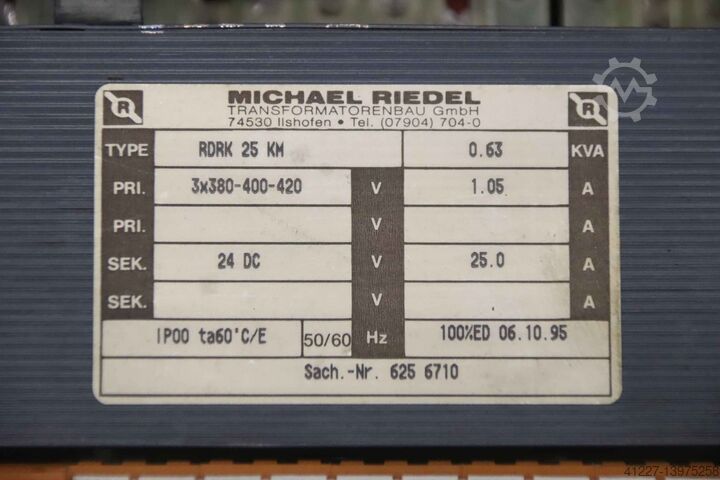 MICHAEL RIEDEL
TRANSFORMATORENBAU GmbH
74530 Ilshofen • Tel. (07904) 704-0
R
R
TYPE RDRK 25 KM 0.63 KVA
PRI. 3x380-400-420 V 1.05 A
PRI. V A
SEK. 24 DC V 25.0 A
SEK. V A
IP00 ta60°C/E 50/60 Hz 100%ED 06.10.95
Sach.-Nr. 625 6710
41227-13975258